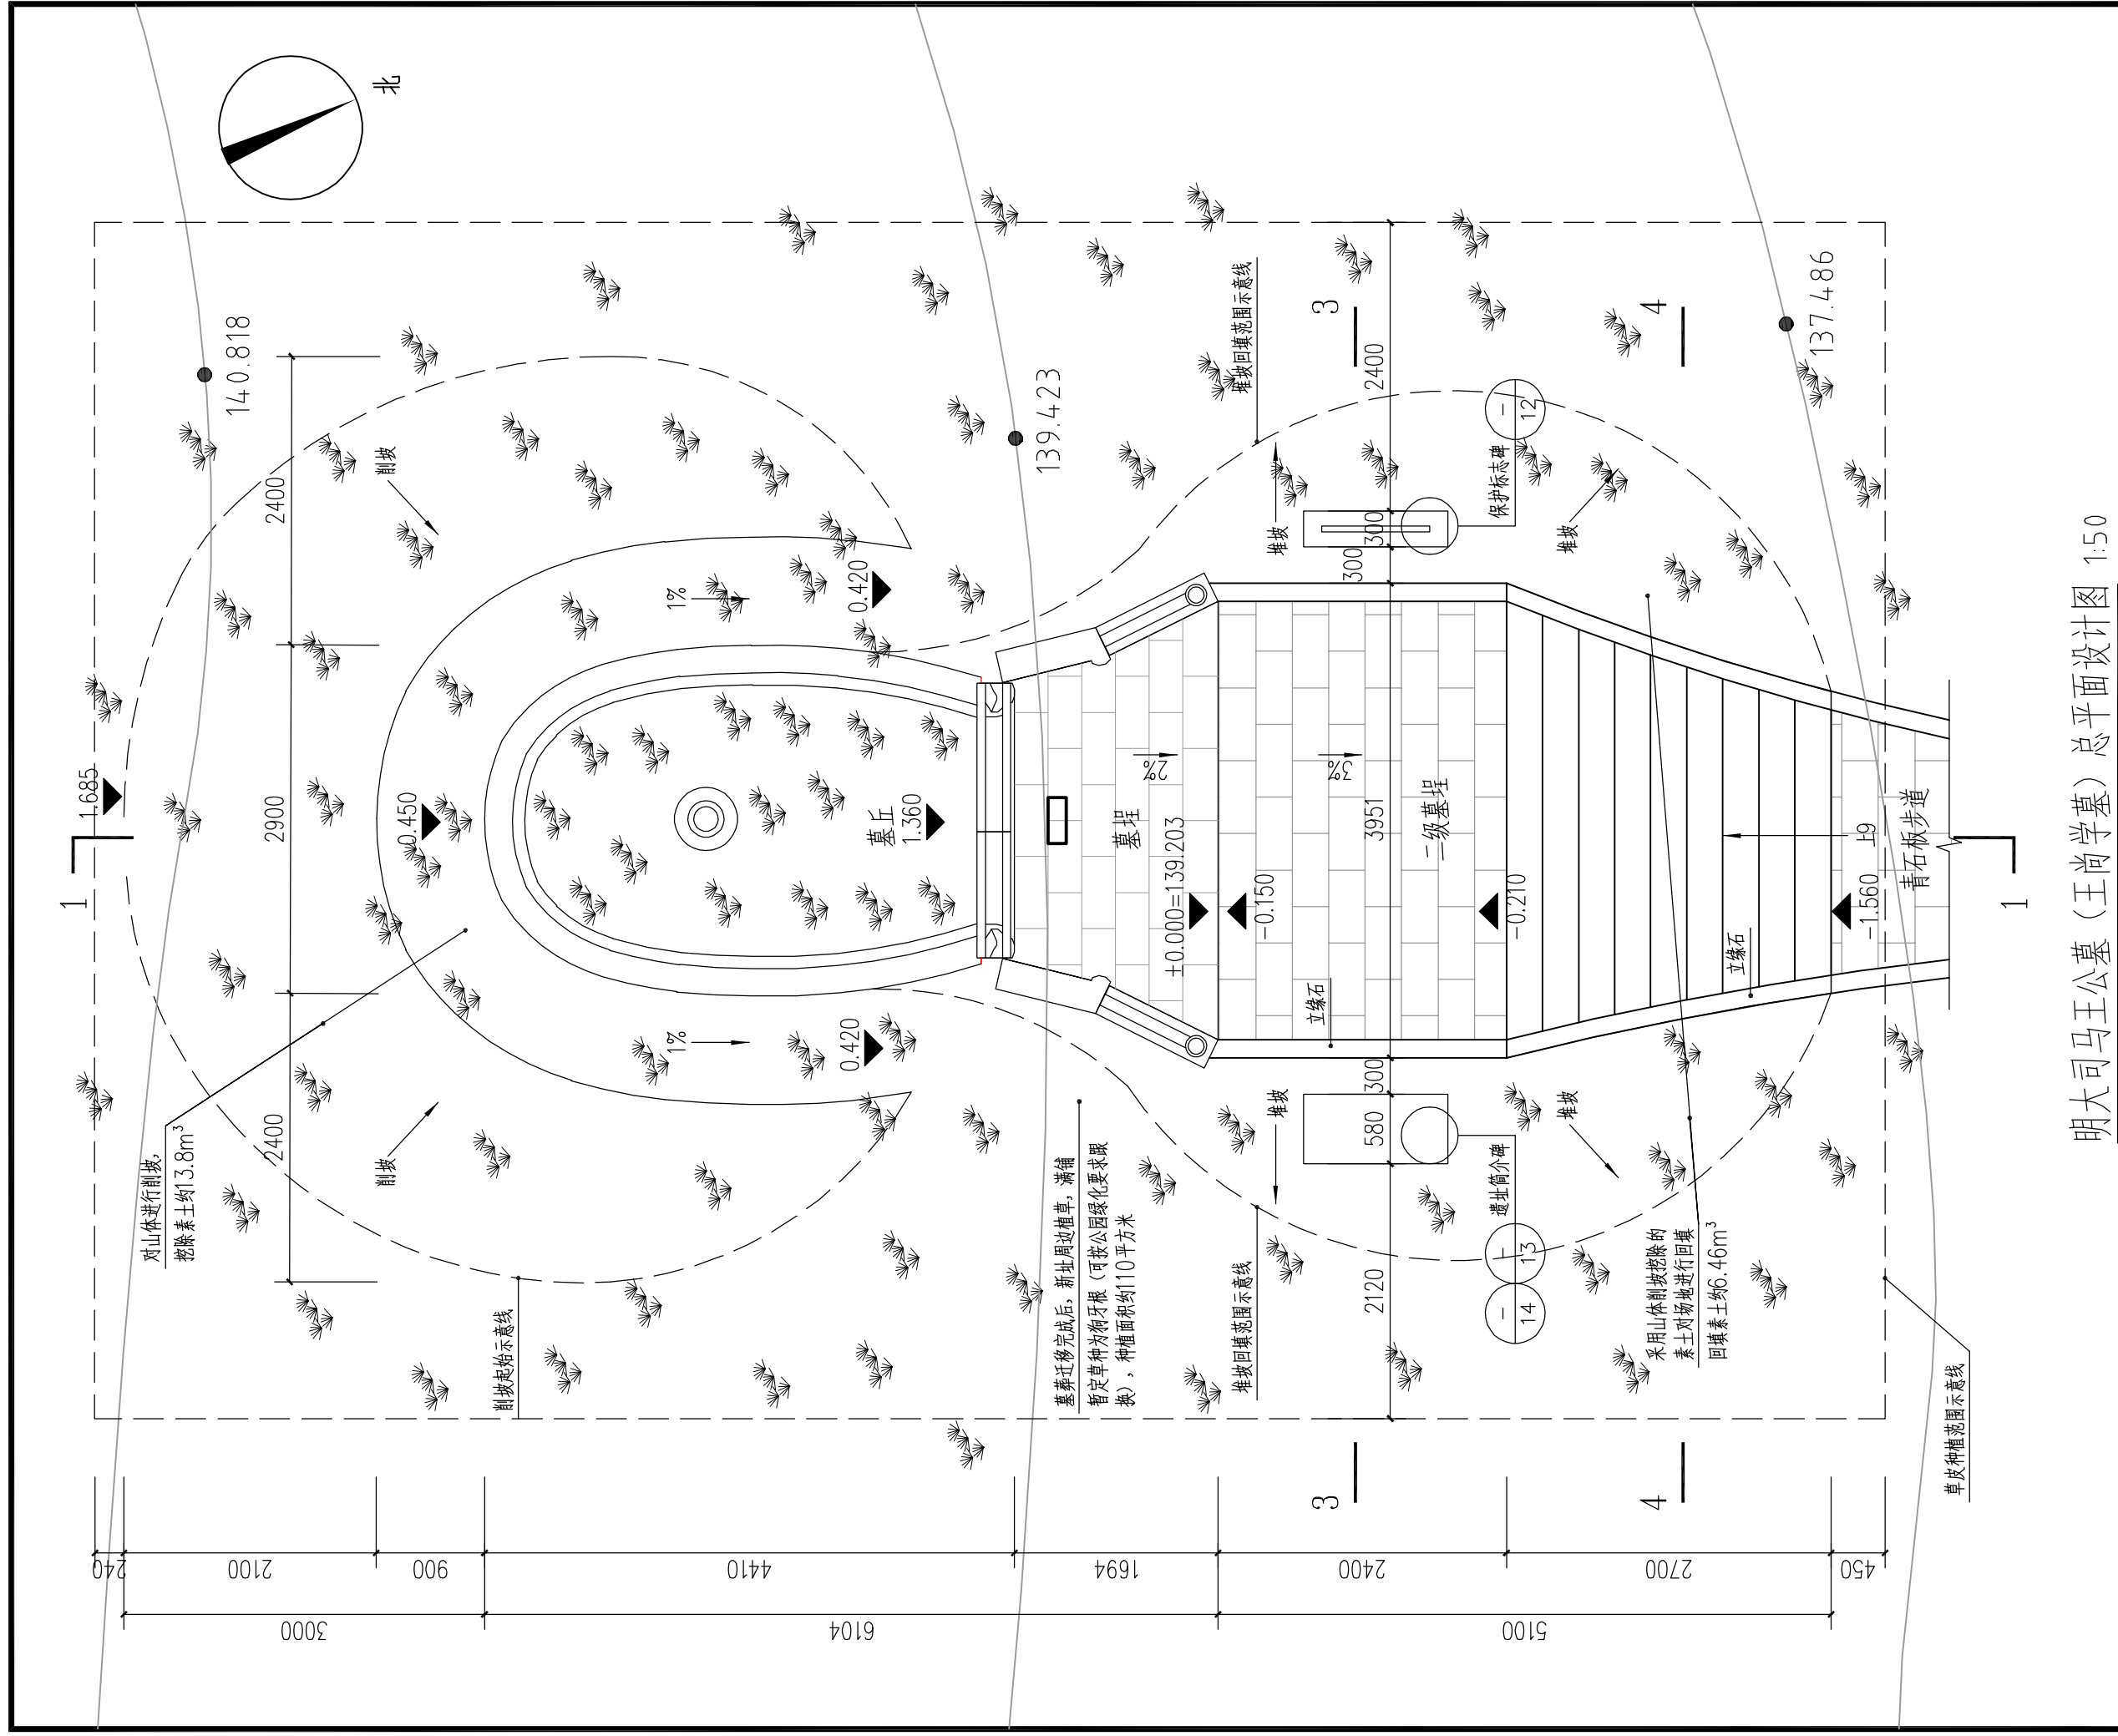 北
140.818
139.423
137.486
1.685
1
2400
2900
2400
削坡
削坡
0.450
对山体进行削坡,
挖除素土约13.8m³
削坡起始示意线
1%
1%
0.420
0.420
墓丘
1.360
墓埕
±0.000=139.203
2%
-0.150
3%
二级墓埕
-0.210
上9
-1.560
青石板步道
1
立缘石
立缘石
堆坡回填范围示意线
堆坡回填范围示意线
堆坡
堆坡
堆坡
堆坡
3
3
4
4
2400
300
300
3951
300
580
2120
保护标志碑
—
12
遗址简介碑
—
13
—
14
墓葬迁移完成后, 新址周边植草, 满铺
暂定草种为狗牙根 (可按公园绿化要求跟
换) , 种植面积约110平方米
采用山体削坡挖除的
素土对场地进行回填
回填素土约6.46m³
草皮种植范围示意线
240
2100
900
4410
1694
2400
2700
450
3000
6104
5100
明大司马王公墓（王尚学墓）总平面设计图 1:50